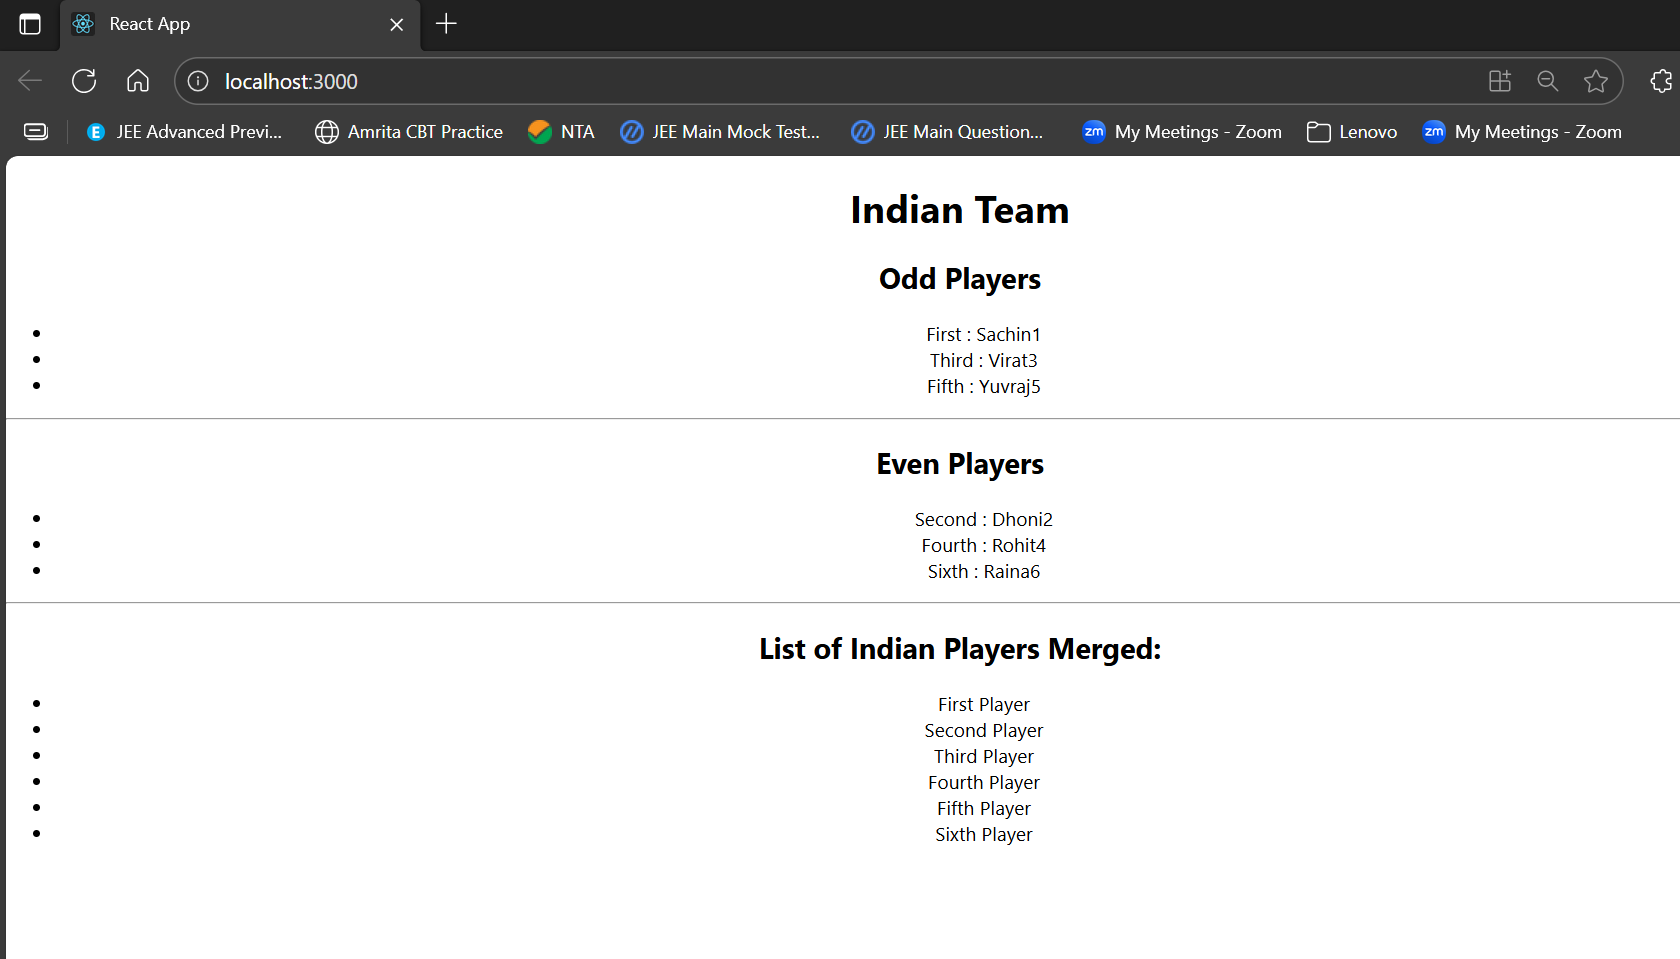 React App
localhost:3000
JEE Advanced Previ... Amrita CBT Practice NTA JEE Main Mock Test... JEE Main Question... zm My Meetings - Zoom Lenovo zm My Meetings - Zoom
Indian Team
Odd Players
First : Sachin1
Third : Virat3
Fifth : Yuvraj5
Even Players
Second : Dhoni2
Fourth : Rohit4
Sixth : Raina6
List of Indian Players Merged:
First Player
Second Player
Third Player
Fourth Player
Fifth Player
Sixth Player